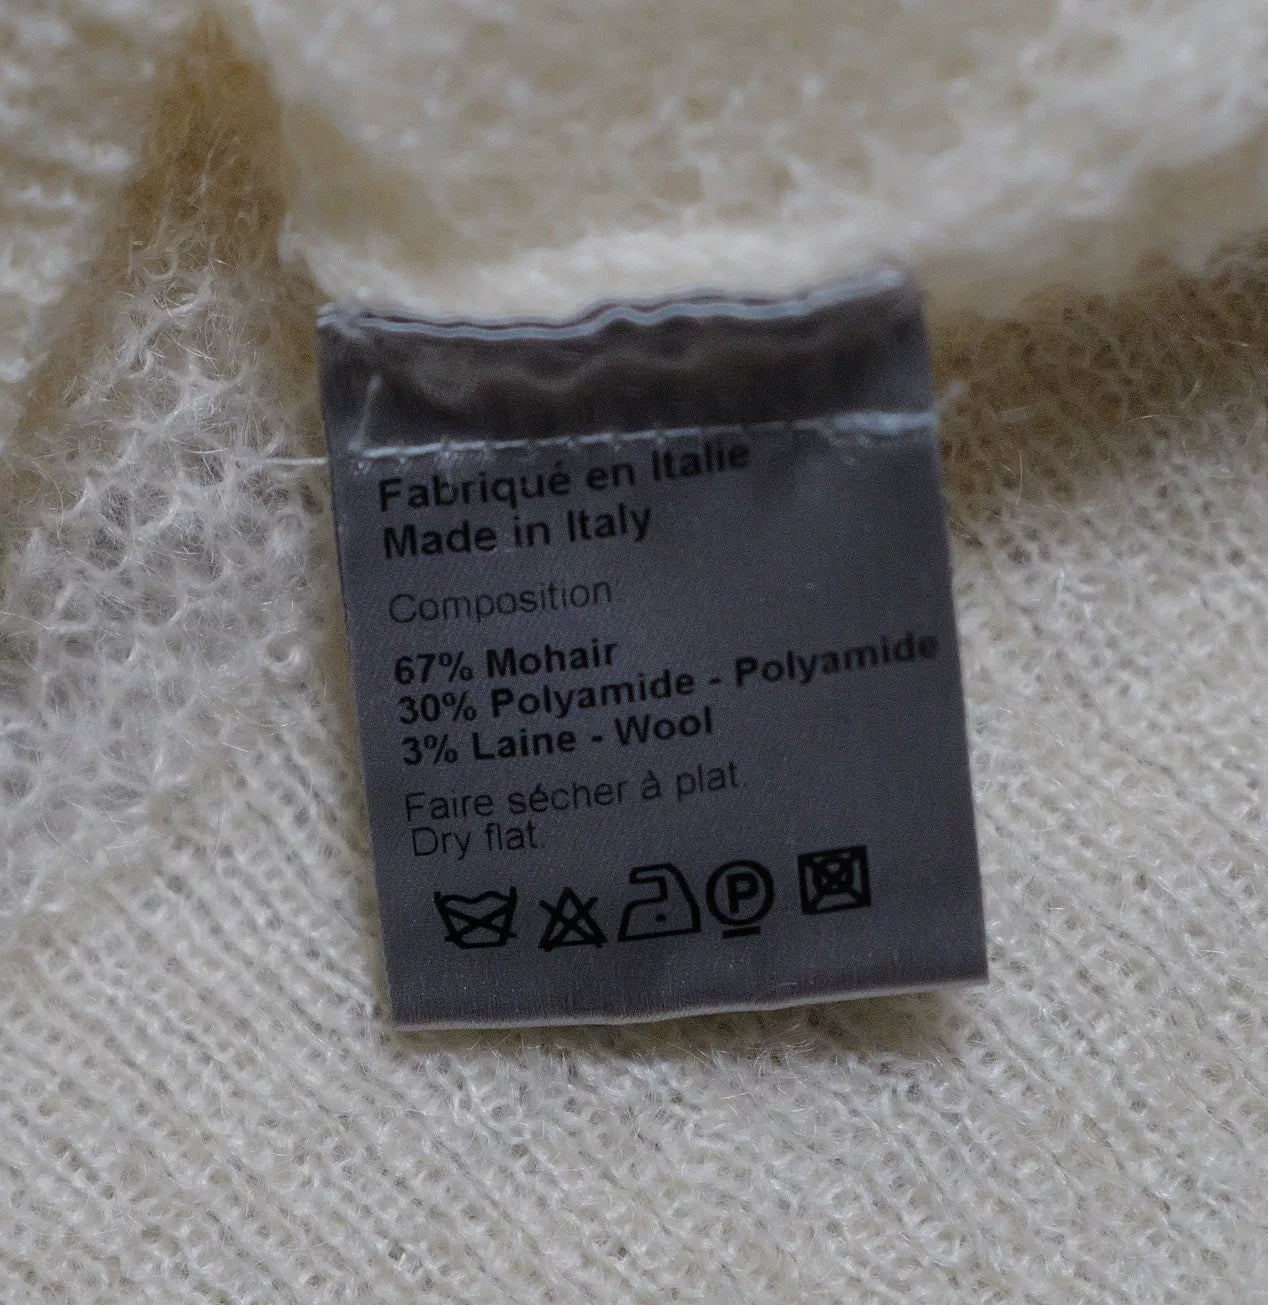 Fabriqué en Italie
Made in Italy
Composition:
67% Mohair
30% Polyamide - Polyamide
3% Laine - Wool
Faire sécher à plat.
Dry flat.
P